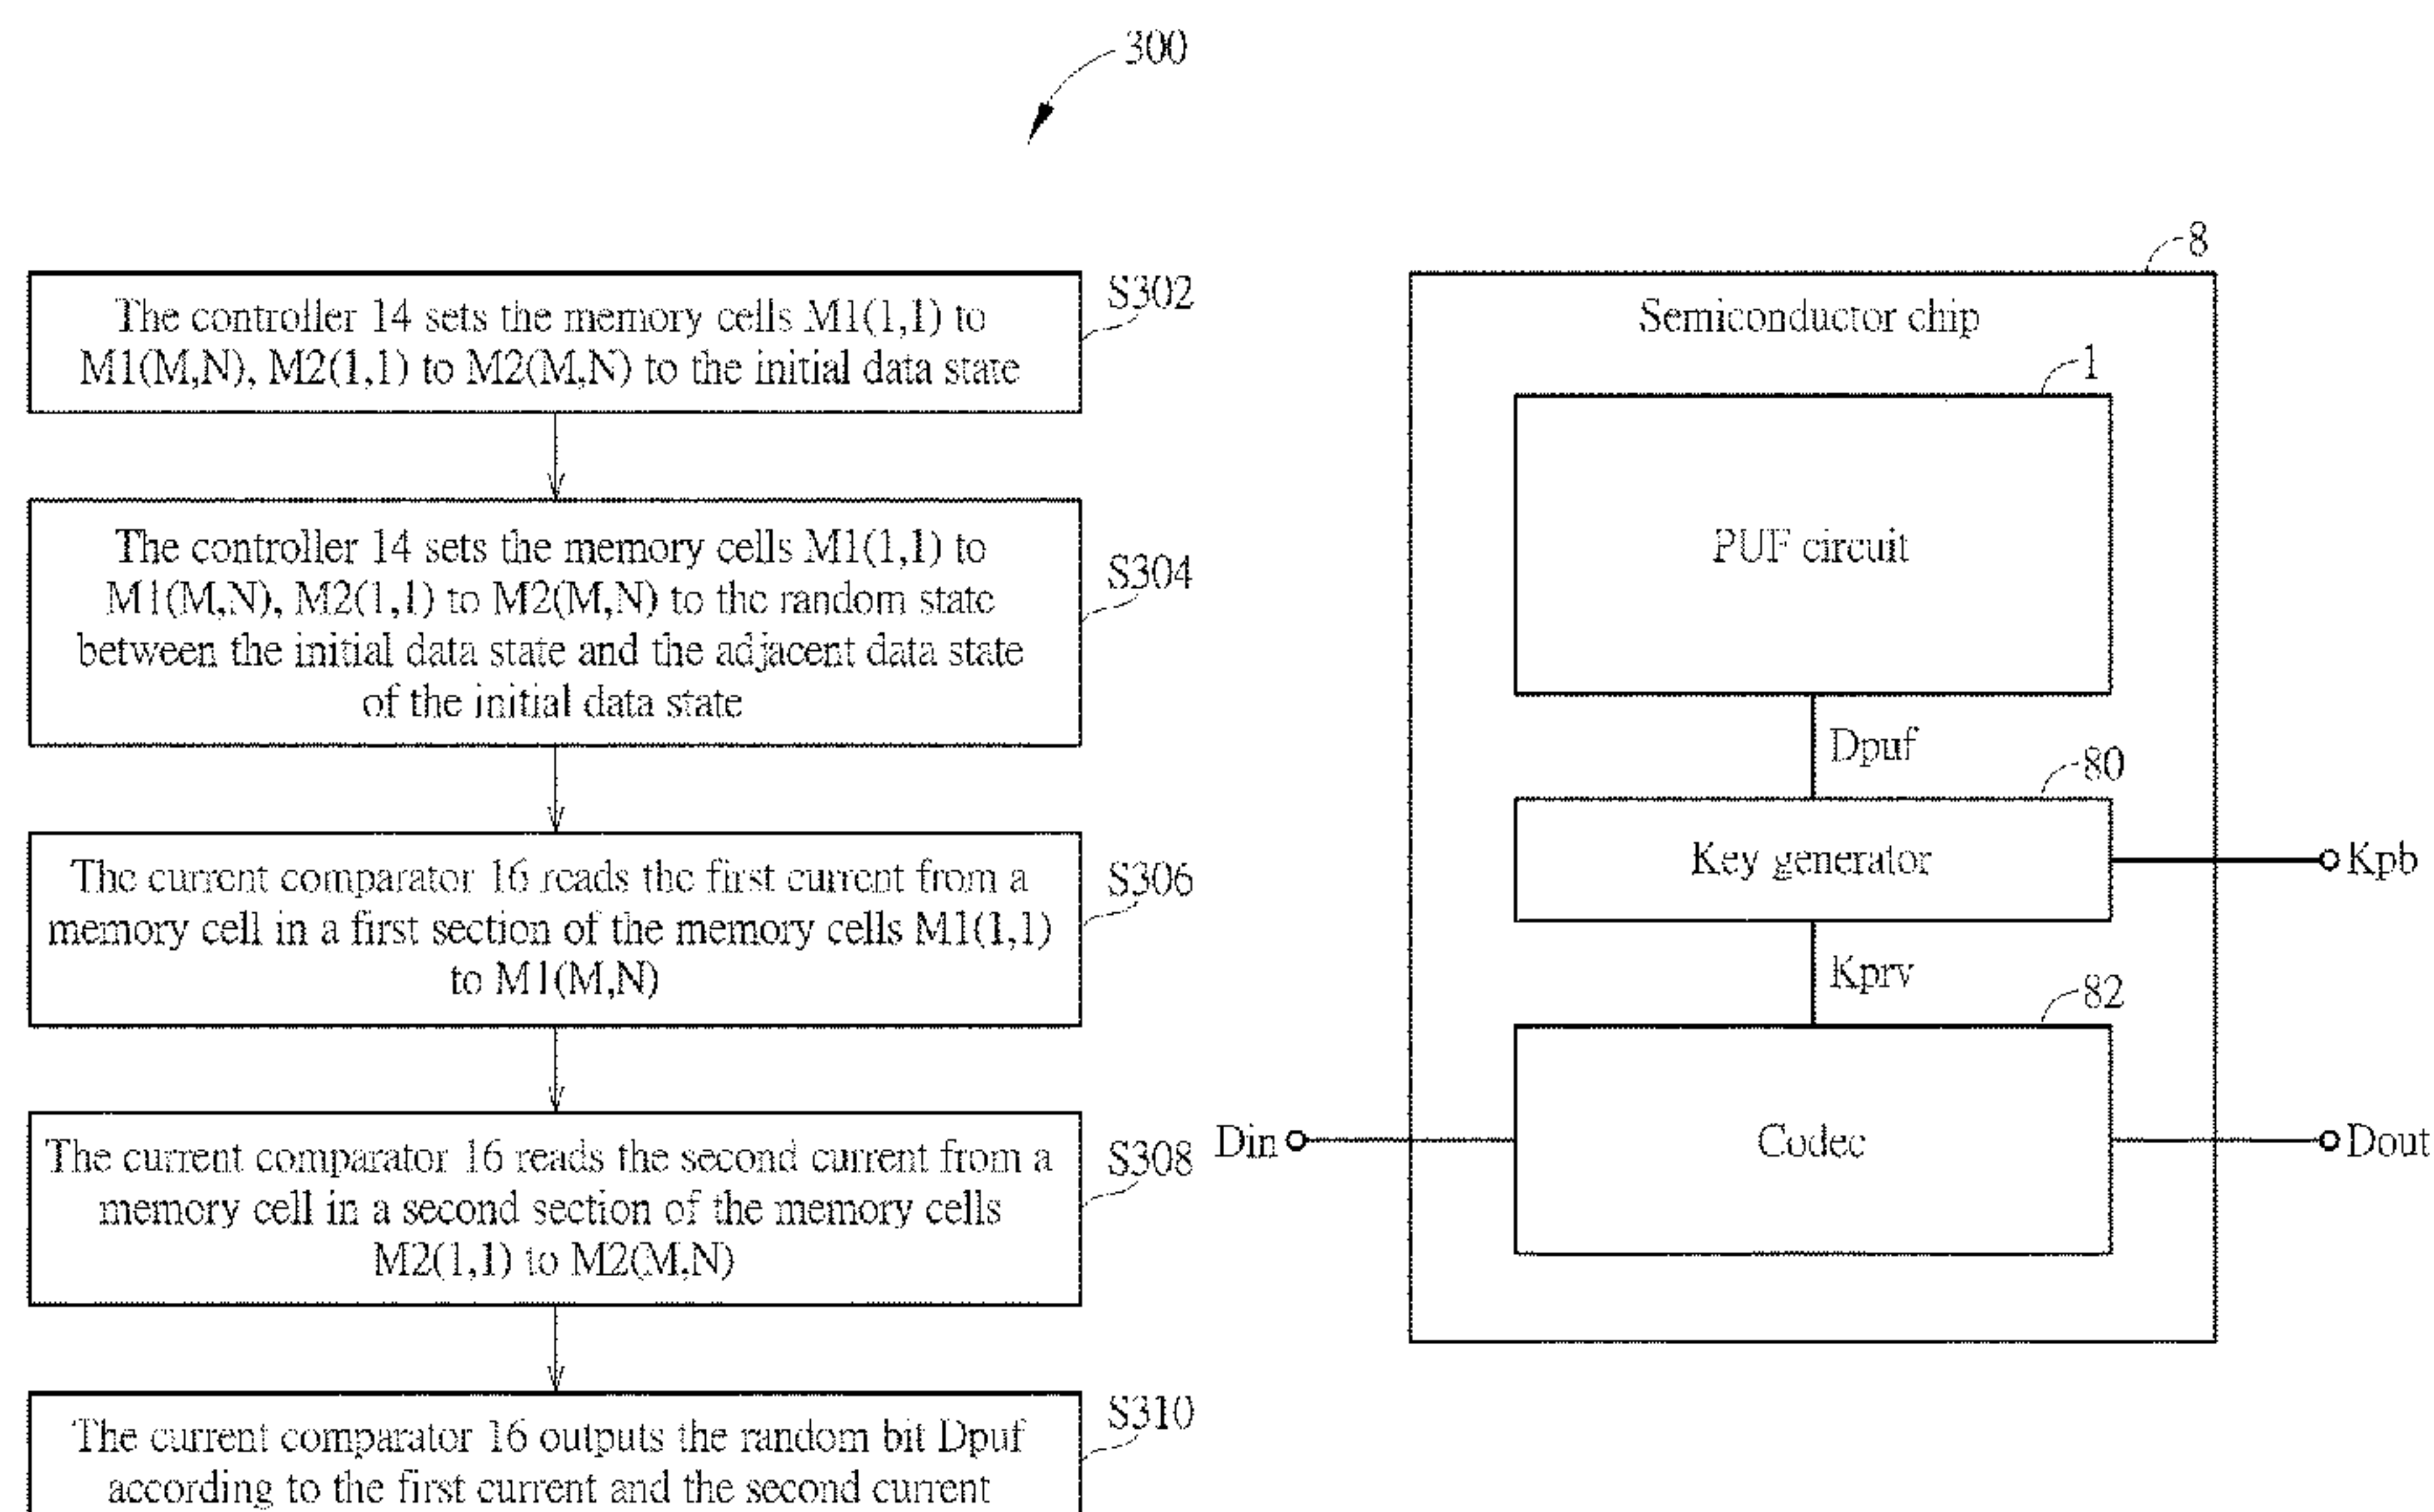 300
The controller 14 sets the memory cells M1(1,1) to
M1(M,N), M2(1,1) to M2(M,N) to the initial data state
S302
The controller 14 sets the memory cells M1(1,1) to
M1(M,N), M2(1,1) to M2(M,N) to the random state
between the initial data state and the adjacent data state
of the initial data state
S304
The current comparator 16 reads the first current from a
memory cell in a first section of the memory cells M1(1,1)
to M1(M,N)
S306
The current comparator 16 reads the second current from a
memory cell in a second section of the memory cells
M2(1,1) to M2(M,N)
S308
The current comparator 16 outputs the random bit Dpuf
according to the first current and the second current
S310
8
Semiconductor chip
1
PUF circuit
Dpuf
80
Key generator
Kpb
Kprv
82
Din
Codec
Dout